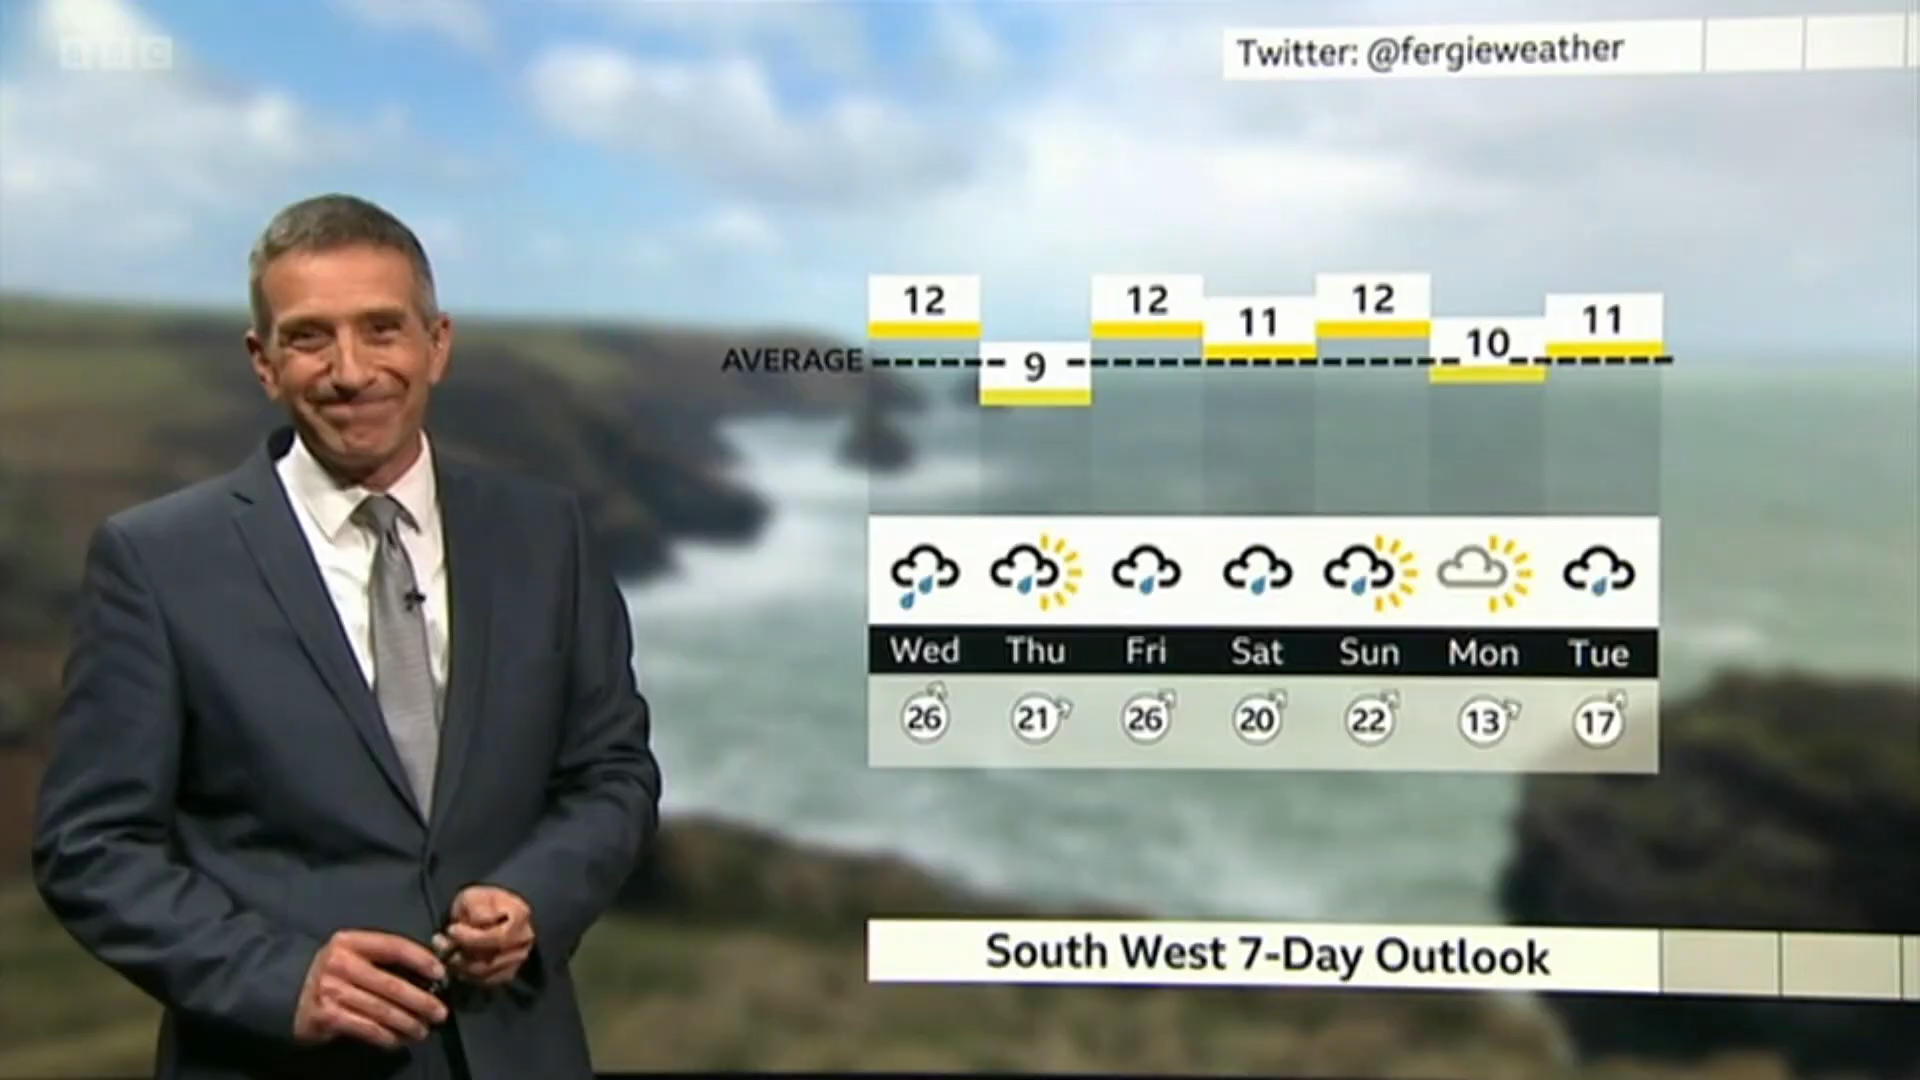 BBC
Twitter: @fergieweather
12 9 12 11 12 10 11
AVERAGE
Wed Thu Fri Sat Sun Mon Tue
26 21 26 20 22 13 17
South West 7-Day Outlook